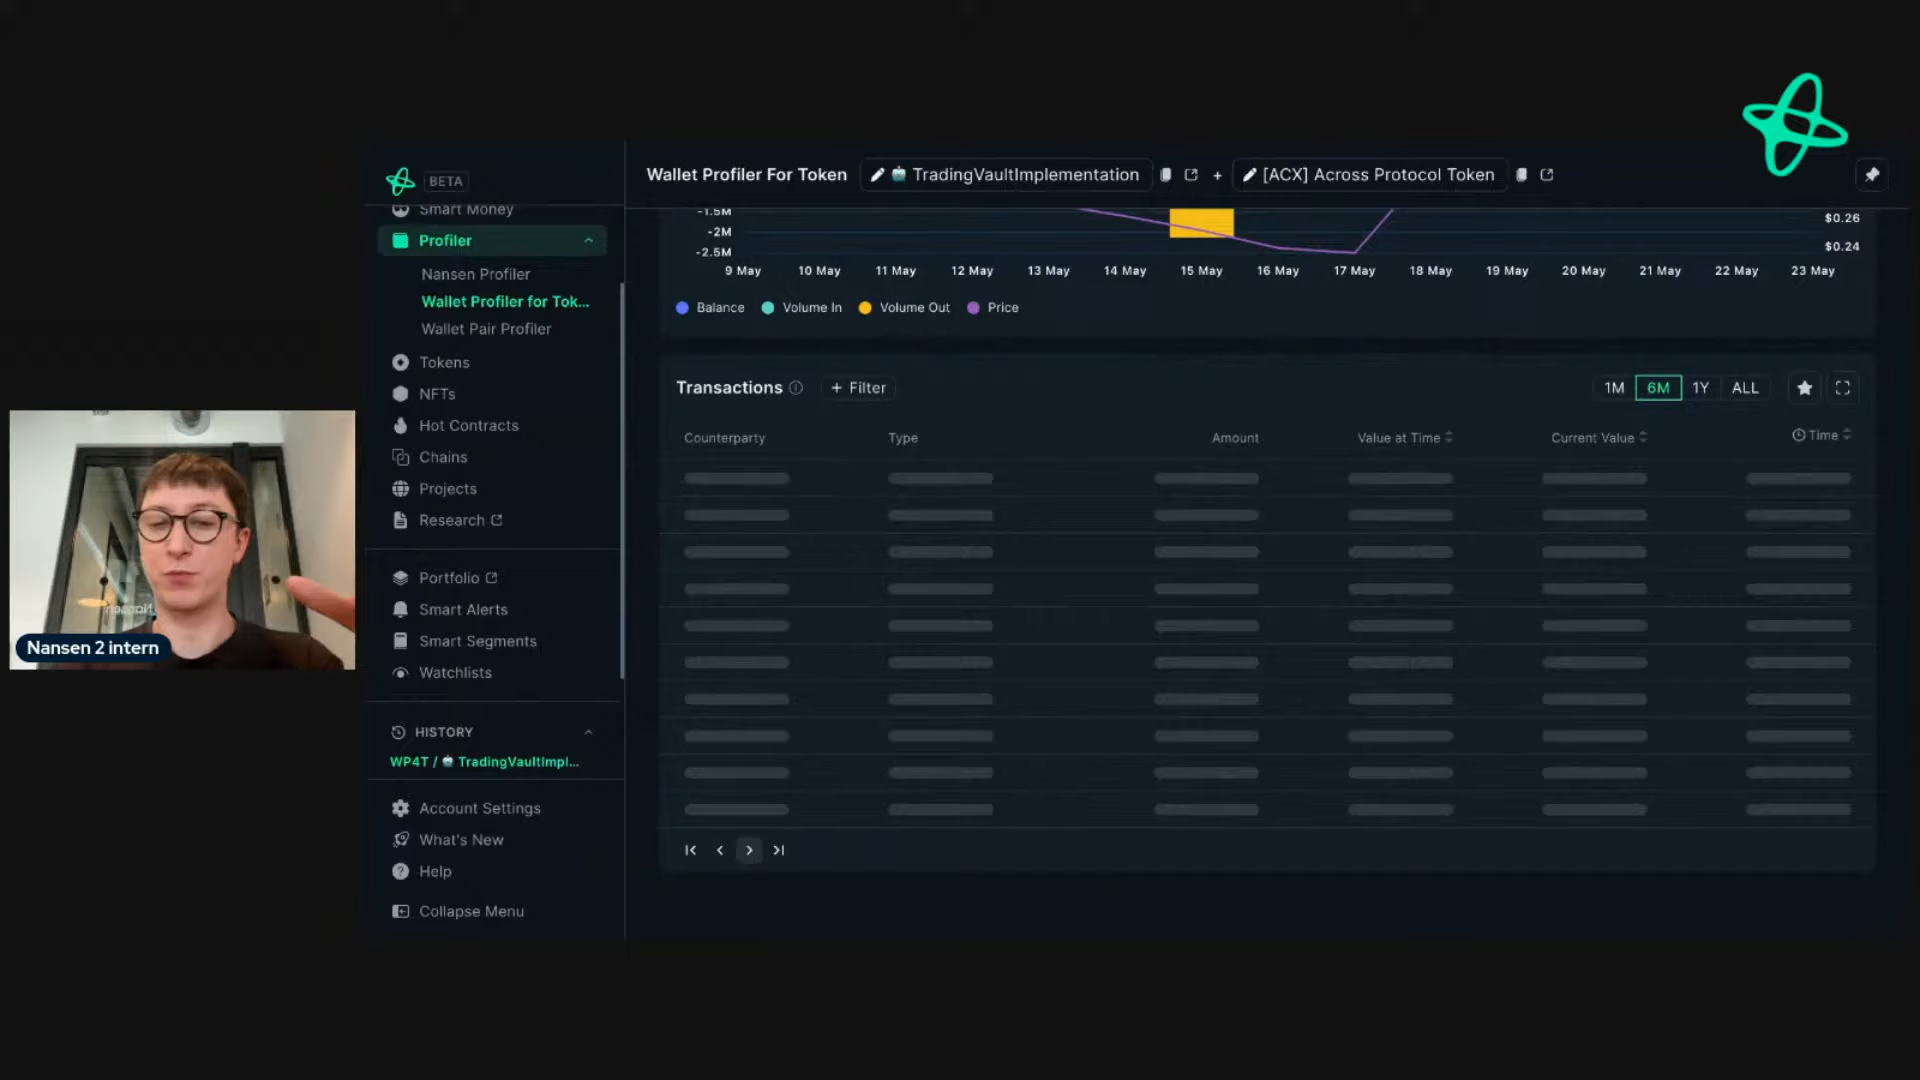 BETA
Smart Money
Profiler
Nansen Profiler
Wallet Profiler for Tok...
Wallet Pair Profiler
Tokens
NFTs
Hot Contracts
Chains
Projects
Research
Portfolio
Smart Alerts
Smart Segments
Watchlists
HISTORY
WP4T / TradingVaultImpl...
Account Settings
What's New
Help
Collapse Menu
Wallet Profiler For Token TradingVaultImplementation + [ACX] Across Protocol Token
-1.5M
-2M
-2.5M
$0.26
$0.24
9 May 10 May 11 May 12 May 13 May 14 May 15 May 16 May 17 May 18 May 19 May 20 May 21 May 22 May 23 May
Balance Volume In Volume Out Price
Transactions + Filter 1M 6M 1Y ALL
Counterparty Type Amount Value at Time Current Value Time
Nansen
Nansen 2 intern